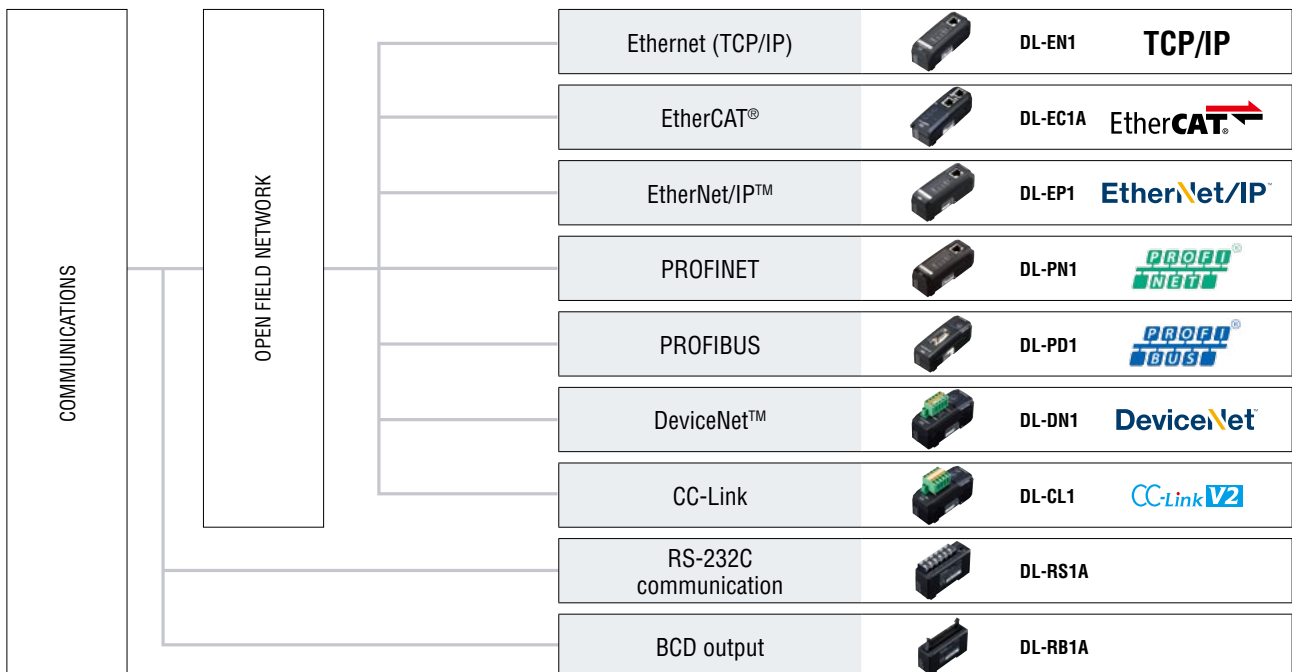 COMMUNICATIONS
OPEN FIELD NETWORK
Ethernet (TCP/IP)
DL-EN1
TCP/IP
EtherCAT®
DL-EC1A
EtherCAT®
EtherNet/IP™
DL-EP1
EtherNet/IP™
PROFINET
DL-PN1
PROFI®
NET
PROFIBUS
DL-PD1
PROFI®
BUS
DeviceNet™
DL-DN1
DeviceNet™
CC-Link
DL-CL1
CC-Link V2
RS-232C
communication
DL-RS1A
BCD output
DL-RB1A